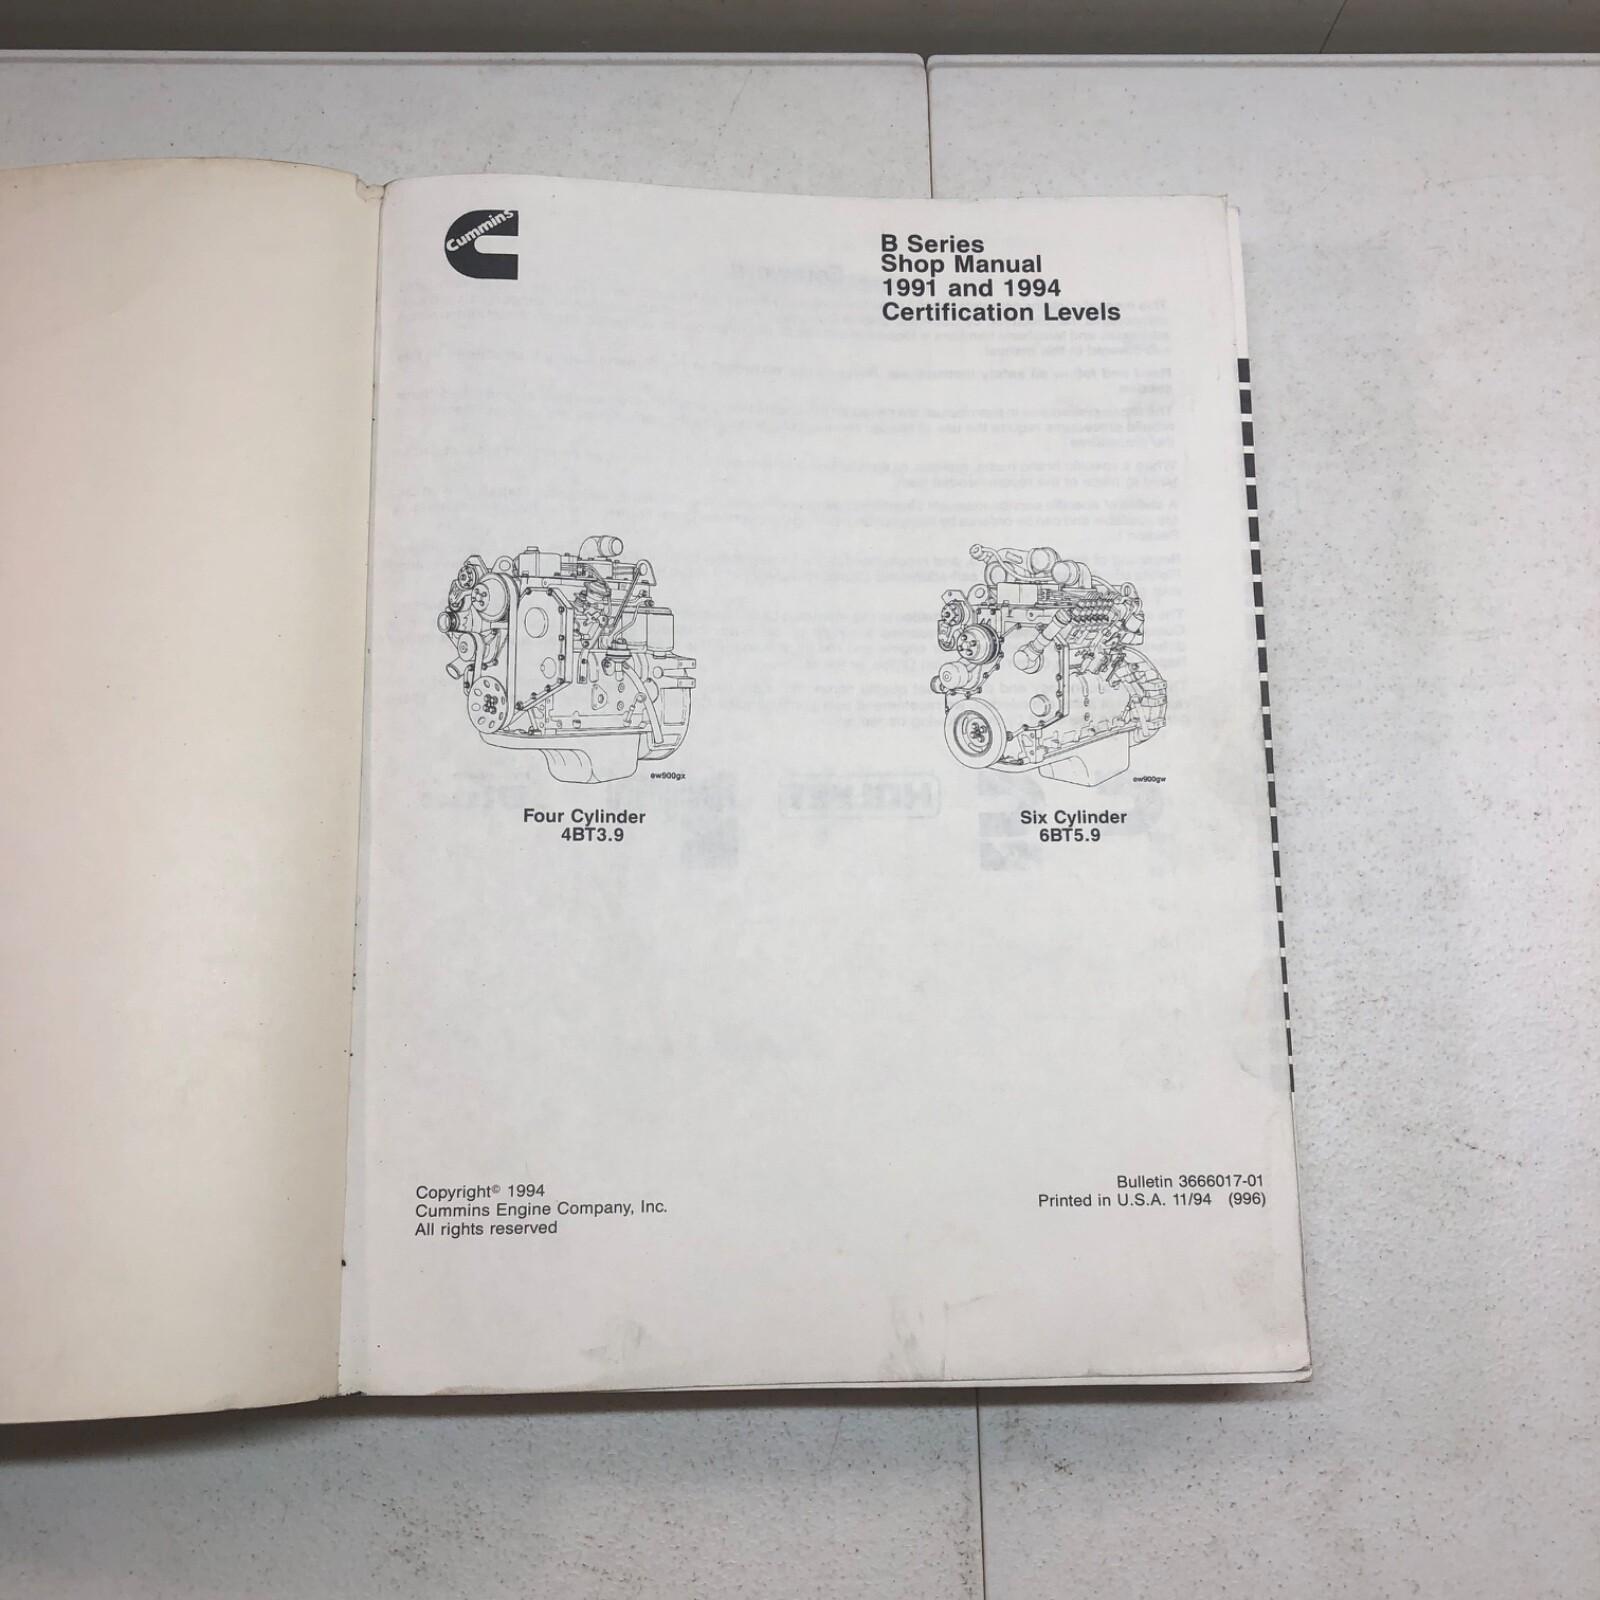 Cummins
B Series
Shop Manual
1991 and 1994
Certification Levels
ew900gx
ew900gw
Four Cylinder
4BT3.9
Six Cylinder
6BT5.9
Copyright© 1994
Cummins Engine Company, Inc.
All rights reserved
Bulletin 3666017-01
Printed in U.S.A. 11/94 (996)